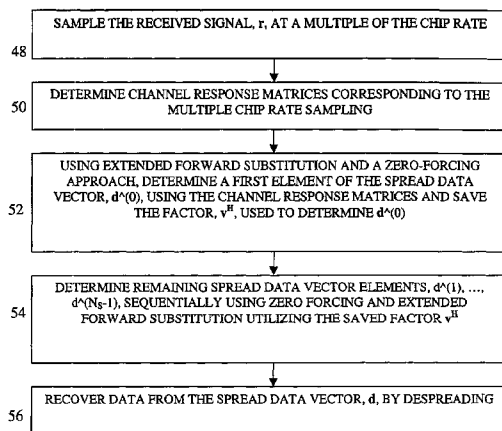 SAMPLE THE RECEIVED SIGNAL, r, AT A MULTIPLE OF THE CHIP RATE
48
DETERMINE CHANNEL RESPONSE MATRICES CORRESPONDING TO THE
MULTIPLE CHIP RATE SAMPLING
50
USING EXTENDED FORWARD SUBSTITUTION AND A ZERO-FORCING
APPROACH, DETERMINE A FIRST ELEMENT OF THE SPREAD DATA
VECTOR, d^(0), USING THE CHANNEL RESPONSE MATRICES AND SAVE
THE FACTOR, v^H, USED TO DETERMINE d^(0)
52
DETERMINE REMAINING SPREAD DATA VECTOR ELEMENTS, d^(1), ...,
d^(N_S-1), SEQUENTIALLY USING ZERO FORCING AND EXTENDED
FORWARD SUBSTITUTION UTILIZING THE SAVED FACTOR v^H
54
RECOVER DATA FROM THE SPREAD DATA VECTOR, d, BY DESPREADING
56